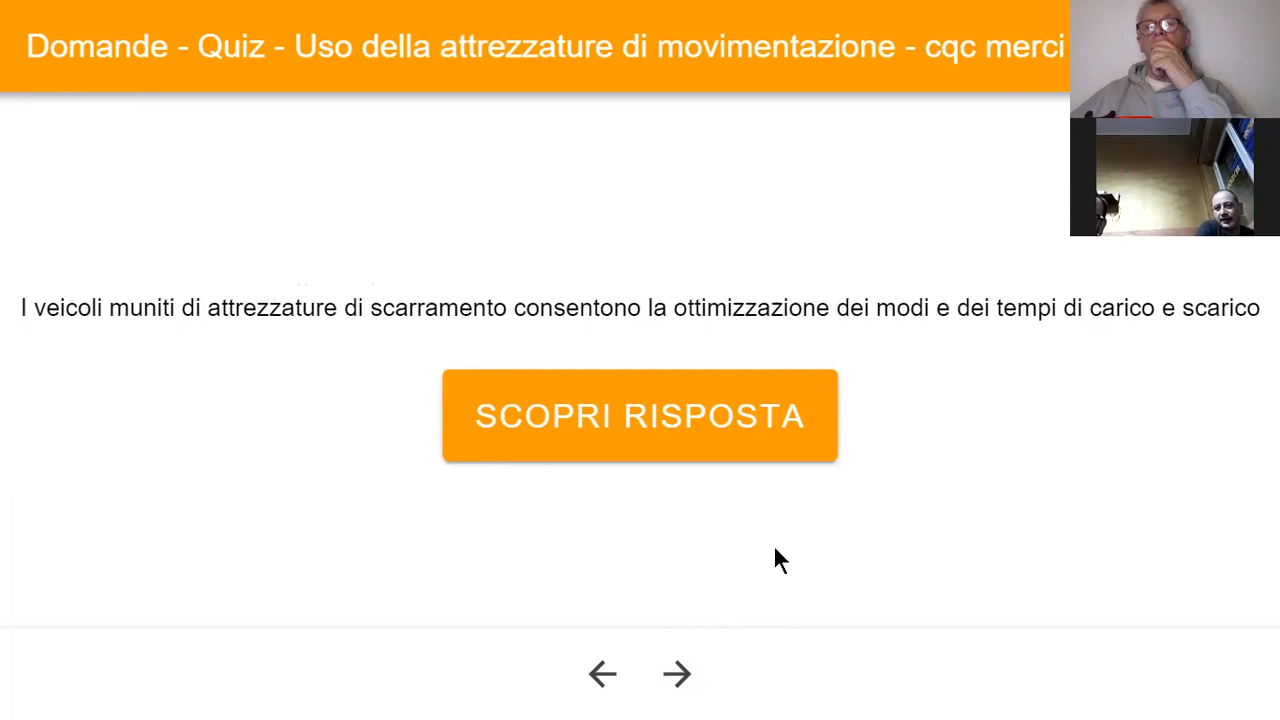 Domande - Quiz - Uso della attrezzature di movimentazione - cqc merci
I veicoli muniti di attrezzature di scarramento consentono la ottimizzazione dei modi e dei tempi di carico e scarico
SCOPRI RISPOSTA